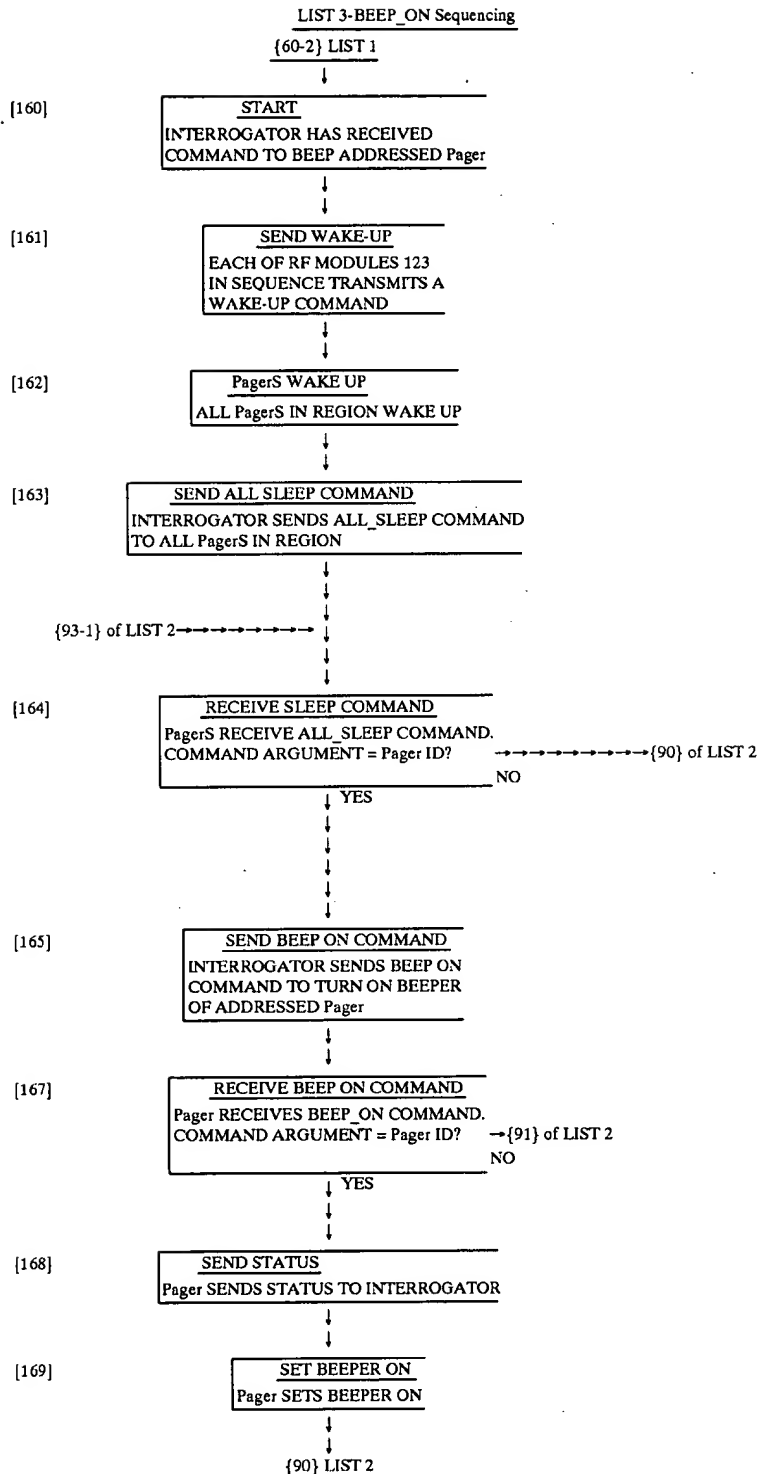 LIST 3-BEEP_ON Sequencing
{60-2} LIST 1
[160]
START
INTERROGATOR HAS RECEIVED
COMMAND TO BEEP ADDRESSED Pager
[161]
SEND WAKE-UP
EACH OF RF MODULES 123
IN SEQUENCE TRANSMITS A
WAKE-UP COMMAND
[162]
PagerS WAKE UP
ALL PagerS IN REGION WAKE UP
[163]
SEND ALL SLEEP COMMAND
INTERROGATOR SENDS ALL_SLEEP COMMAND
TO ALL PagerS IN REGION
{93-1} of LIST 2
[164]
RECEIVE SLEEP COMMAND
PagerS RECEIVE ALL_SLEEP COMMAND.
COMMAND ARGUMENT = Pager ID? {90} of LIST 2
NO
YES
[165]
SEND BEEP ON COMMAND
INTERROGATOR SENDS BEEP ON
COMMAND TO TURN ON BEEPER
OF ADDRESSED Pager
[167]
RECEIVE BEEP ON COMMAND
Pager RECEIVES BEEP_ON COMMAND.
COMMAND ARGUMENT = Pager ID? {91} of LIST 2
NO
YES
[168]
SEND STATUS
Pager SENDS STATUS TO INTERROGATOR
[169]
SET BEEPER ON
Pager SETS BEEPER ON
{90} LIST 2